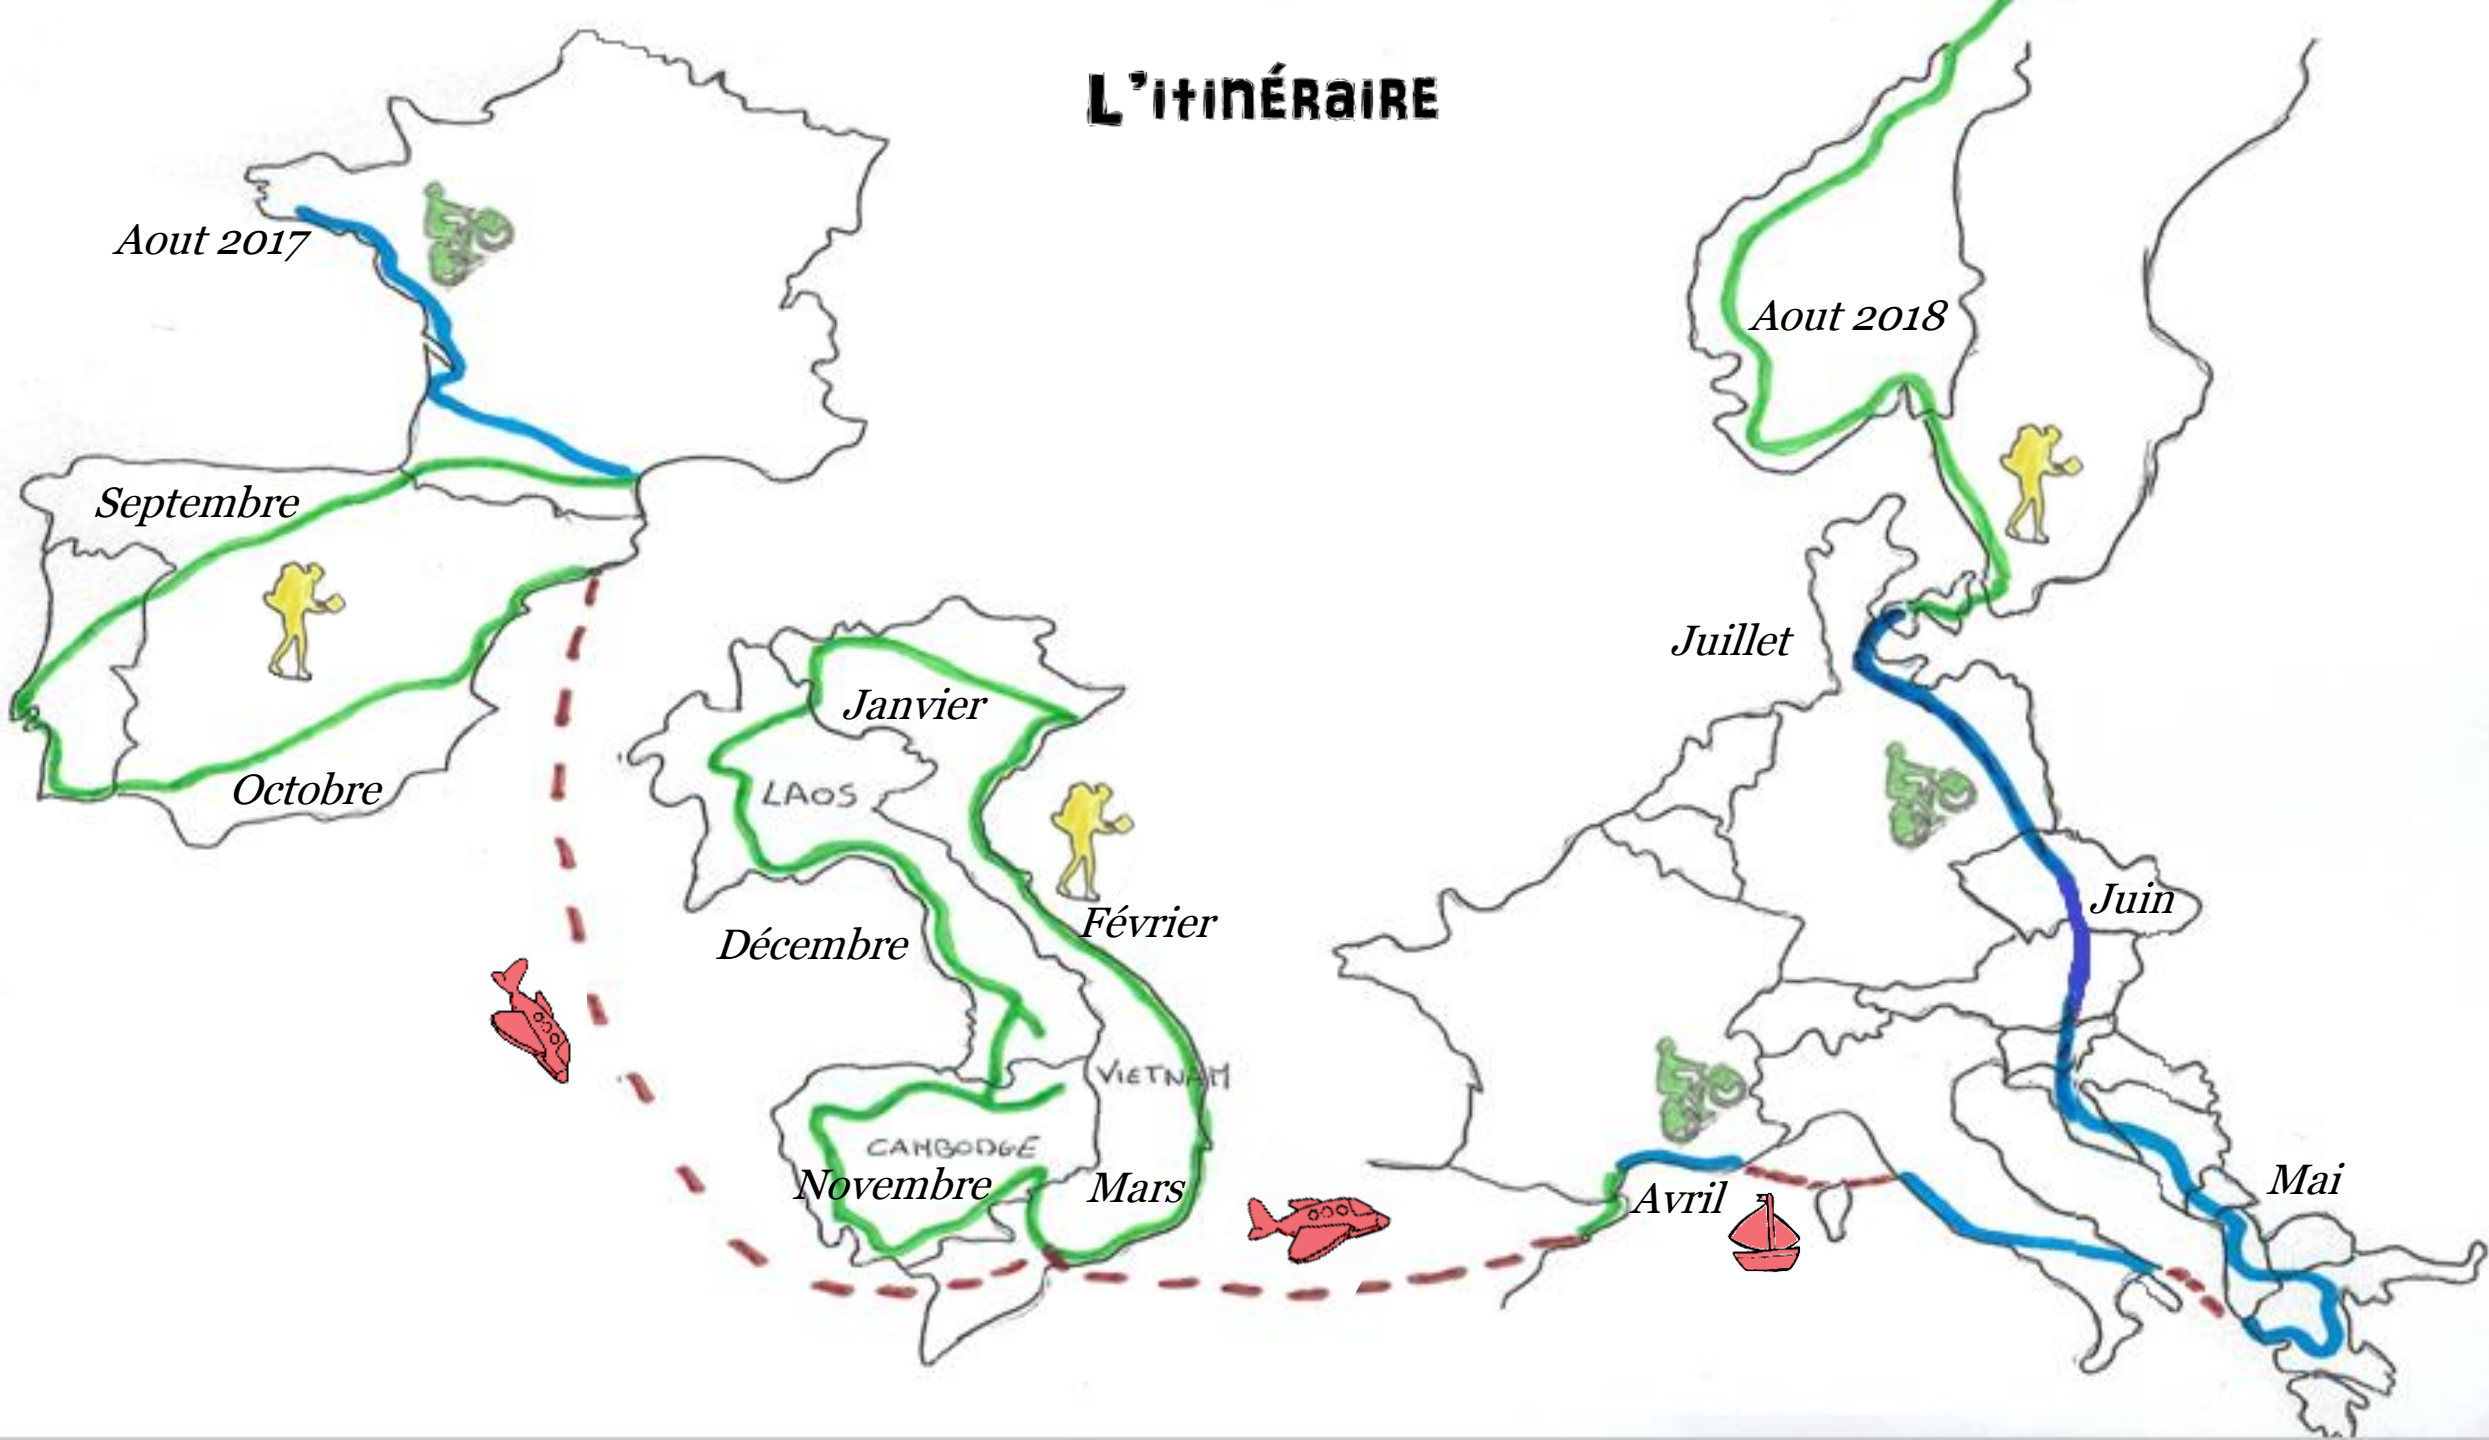 L'itinéraire
Aout 2017
Septembre
Octobre
Novembre
Décembre
Janvier
Février
Mars
LAOS
VIETNAM
CAMBODGE
Avril
Mai
Juin
Juillet
Aout 2018